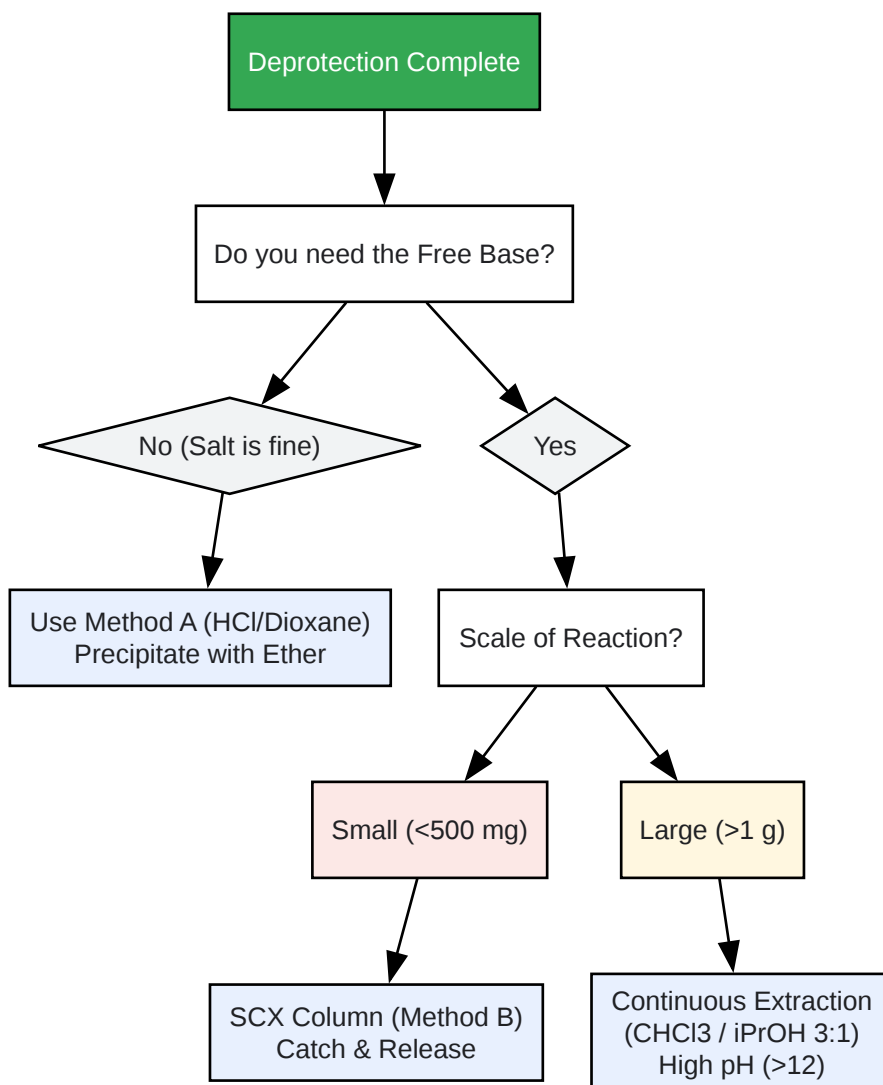 Deprotection Complete
Do you need the Free Base?
No (Salt is fine)
Yes
Use Method A (HCl/Dioxane)
Precipitate with Ether
Scale of Reaction?
Small (<500 mg)
Large (>1 g)
SCX Column (Method B)
Catch & Release
Continuous Extraction
(CHCl3 / iPrOH 3:1)
High pH (>12)